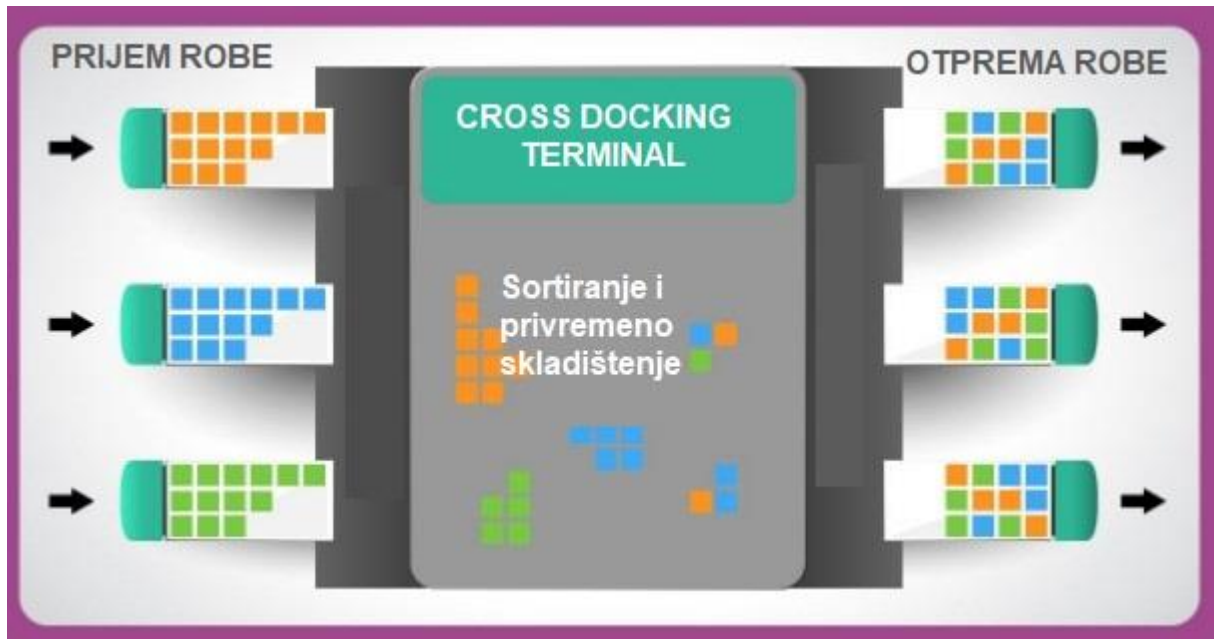 PRIJEM ROBE
OTPREMA ROBE
CROSS DOCKING
TERMINAL
Sortiranje i
privremeno
skladištenje